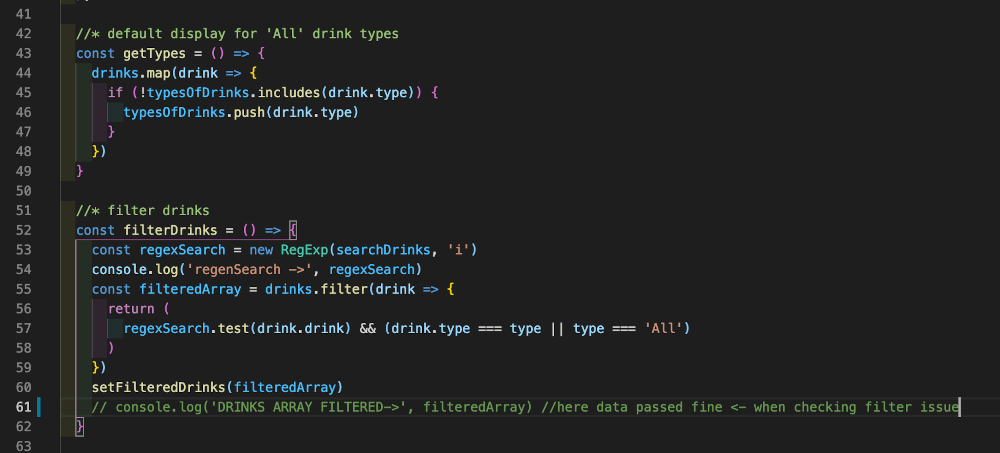 41
42 //* default display for 'All' drink types
43 const getTypes = () => {
44 drinks.map(drink => {
45 if (!typesOfDrinks.includes(drink.type)) {
46 typesOfDrinks.push(drink.type)
47 }
48 })
49 }
50
51 //* filter drinks
52 const filterDrinks = () => {
53 const regexSearch = new RegExp(searchDrinks, 'i')
54 console.log('regenSearch ->', regexSearch)
55 const filteredArray = drinks.filter(drink => {
56 return (
57 regexSearch.test(drink.drink) && (drink.type === type || type === 'All')
58 )
59 })
60 setFilteredDrinks(filteredArray)
61 // console.log('DRINKS ARRAY FILTERED->', filteredArray) //here data passed fine <- when checking filter issue
62 }
63